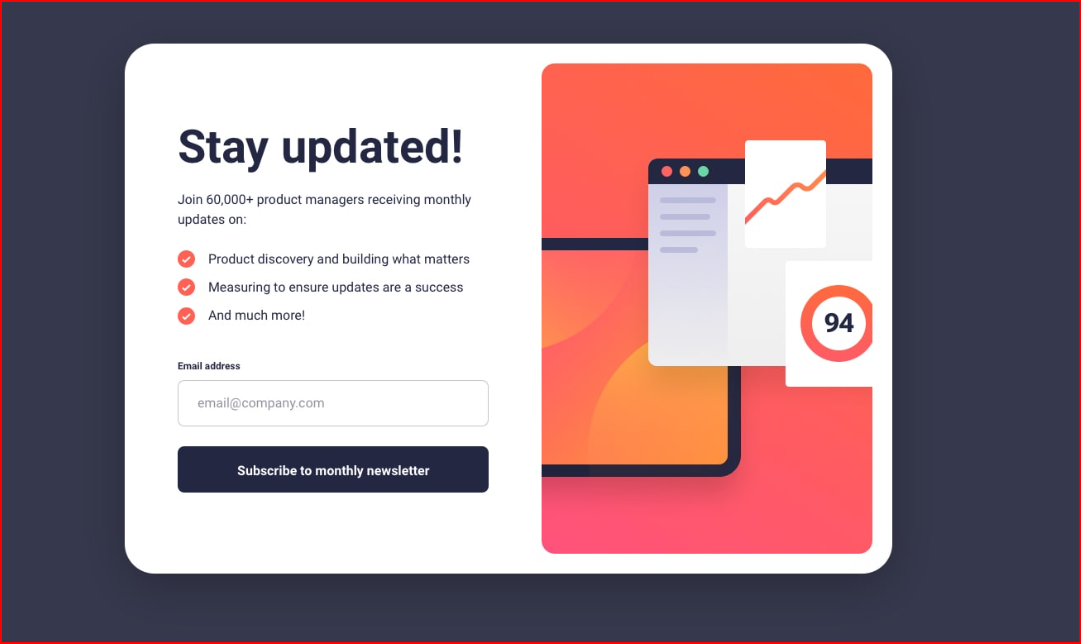 Stay updated!
Join 60,000+ product managers receiving monthly
updates on:
Product discovery and building what matters
Measuring to ensure updates are a success
And much more!
Email address
email@company.com
Subscribe to monthly newsletter
94